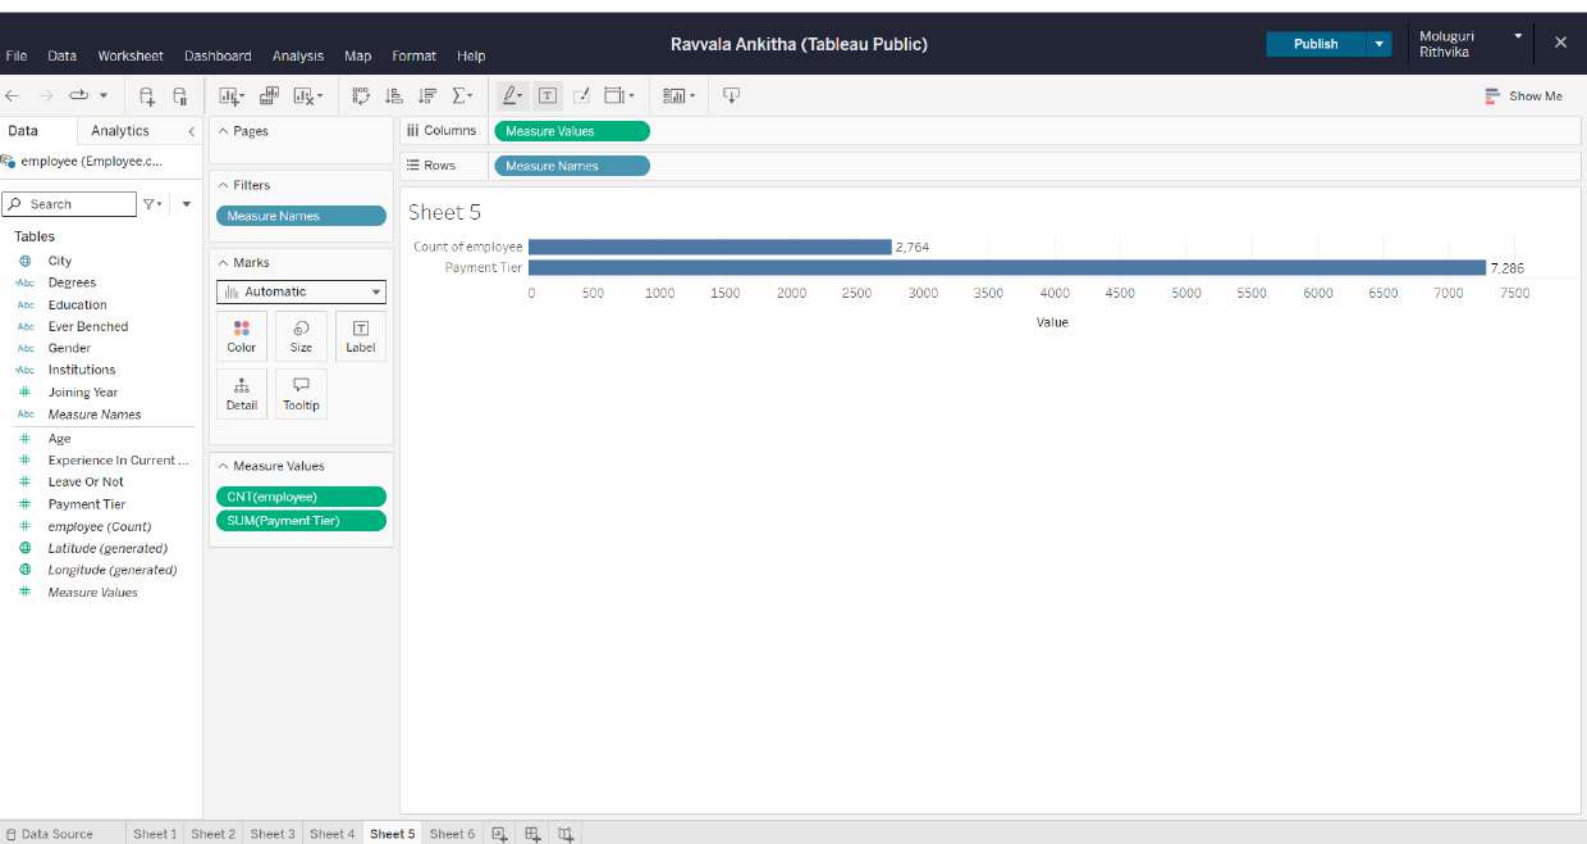 Ravvala Ankitha (Tableau Public)
Publish
Moluguri
Rithvika
File Data Worksheet Dashboard Analysis Map Format Help
Show Me
Data Analytics
employee (Employee.c...
Search
Tables
City
Abc Degrees
Abc Education
Abc Ever Benched
Abc Gender
Abc Institutions
Joining Year
Abc Measure Names
Age
Experience In Current ...
Leave Or Not
Payment Tier
employee (Count)
Latitude (generated)
Longitude (generated)
Measure Values
Pages
Filters
Measure Names
Marks
Automatic
Color Size Label
Detail Tooltip
Measure Values
CNT(employee)
SUM(Payment Tier)
Columns Measure Values
Rows Measure Names
Sheet 5
Count of employee 2,764
Payment Tier 7,286
0 500 1000 1500 2000 2500 3000 3500 4000 4500 5000 5500 6000 6500 7000 7500
Value
Data Source Sheet 1 Sheet 2 Sheet 3 Sheet 4 Sheet 5 Sheet 6